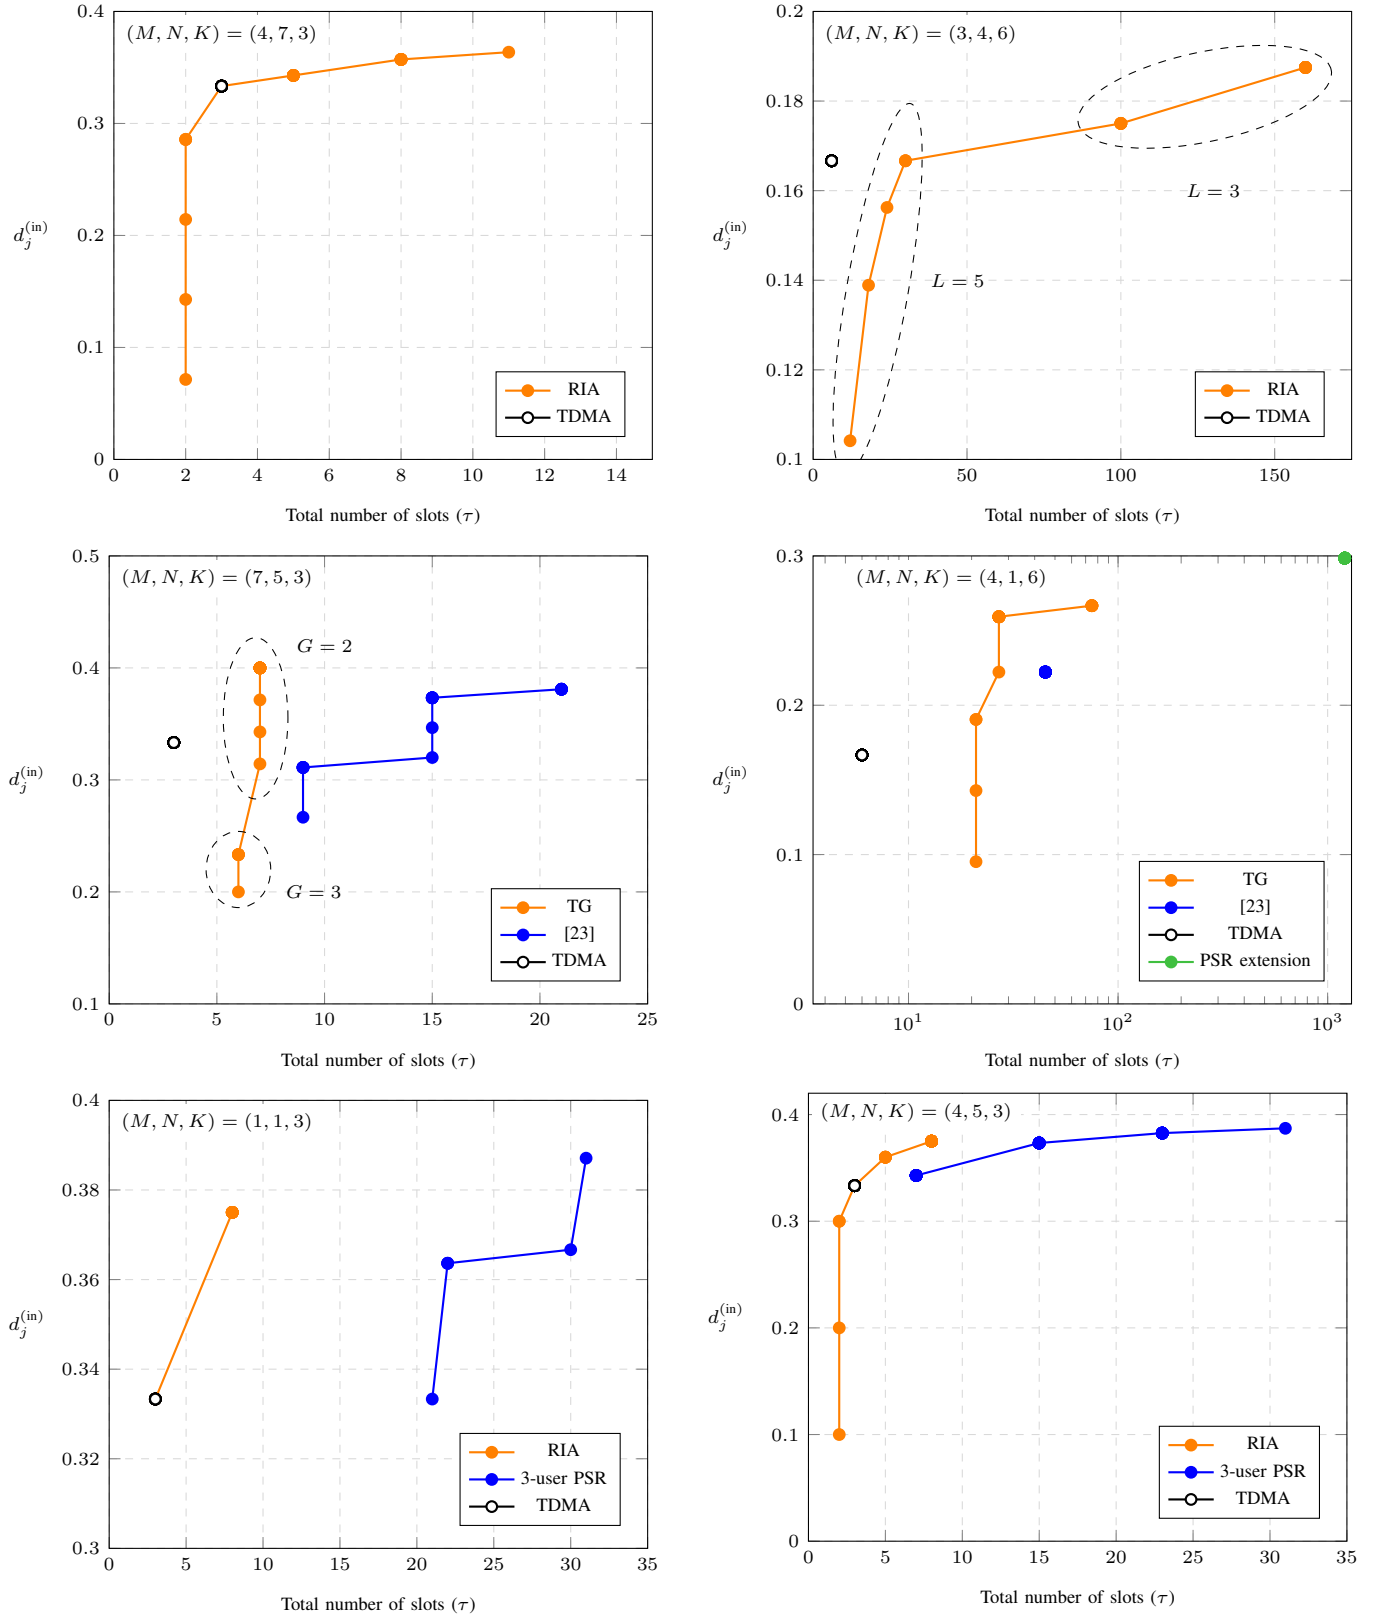 (M, N, K) = (4, 7, 3)
0.4
0.3
0.2
0.1
0
d_j^(in)
0 2 4 6 8 10 12 14
Total number of slots (τ)
RIA
TDMA
(M, N, K) = (3, 4, 6)
0.2
0.18
0.16
0.14
0.12
0.1
d_j^(in)
L = 3
L = 5
0 50 100 150
Total number of slots (τ)
RIA
TDMA
(M, N, K) = (7, 5, 3)
0.5
0.4
0.3
0.2
0.1
d_j^(in)
G = 2
G = 3
0 5 10 15 20 25
Total number of slots (τ)
TG
[23]
TDMA
(M, N, K) = (4, 1, 6)
0.3
0.2
0.1
0
d_j^(in)
10^1 10^2 10^3
Total number of slots (τ)
TG
[23]
TDMA
PSR extension
(M, N, K) = (1, 1, 3)
0.4
0.38
0.36
0.34
0.32
0.3
d_j^(in)
0 5 10 15 20 25 30 35
Total number of slots (τ)
RIA
3-user PSR
TDMA
(M, N, K) = (4, 5, 3)
0.4
0.3
0.2
0.1
0
d_j^(in)
0 5 10 15 20 25 30 35
Total number of slots (τ)
RIA
3-user PSR
TDMA